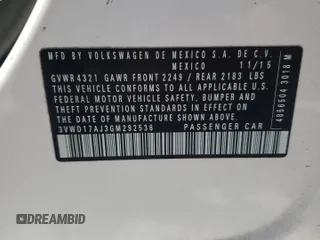 MFD BY VOLKSWAGEN DE MEXICO S.A. DE C.V.
MEXICO 11/15
GVWR 4321 GAWR FRONT 2249 / REAR 2183 LBS
THIS VEHICLE CONFORMS TO ALL APPLICABLE U.S.
FEDERAL MOTOR VEHICLE SAFETY, BUMPER AND
THEFT PREVENTION STANDARDS IN EFFECT ON THE
DATE OF MANUFACTURE SHOWN ABOVE.
3VWD17AJ3GM292536 PASSENGER CAR
4866504 3018 M
DREAMBID